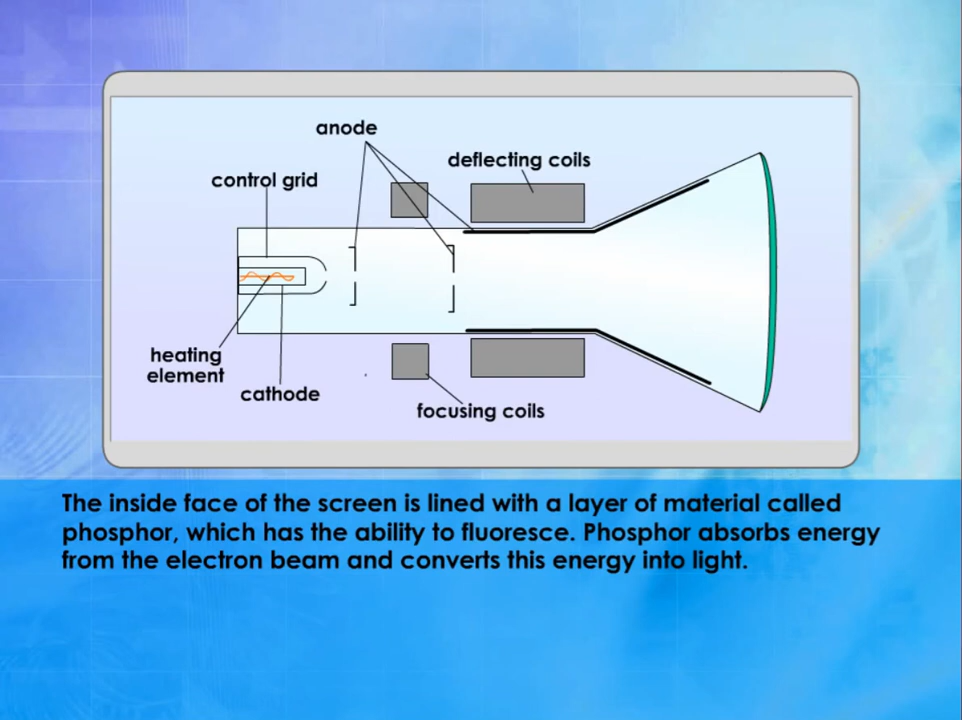 anode
deflecting coils
control grid
heating
element
cathode
focusing coils
The inside face of the screen is lined with a layer of material called
phosphor, which has the ability to fluoresce. Phosphor absorbs energy
from the electron beam and converts this energy into light.